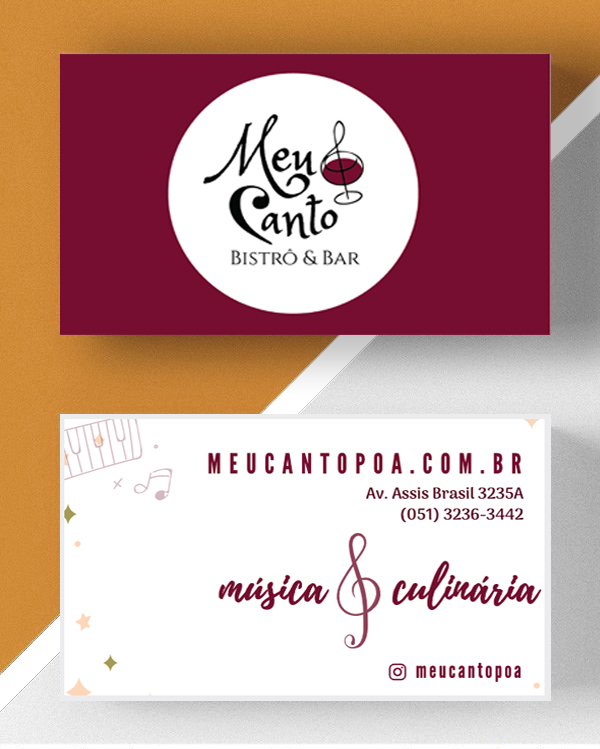 Meu
Canto
BISTRÔ & BAR
MEUCANTOPOA.COM.BR
Av. Assis Brasil 3235A
(051) 3236-3442
música culinária
meucantopoa